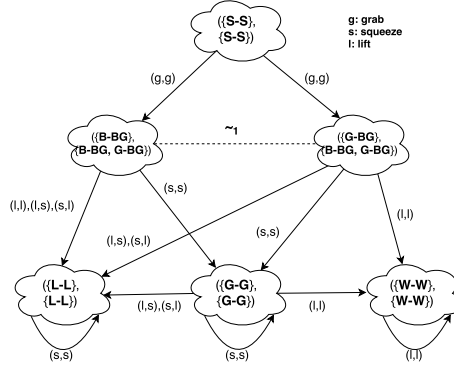 ({S-S},
{S-S})
g: grab
s: squeeze
l: lift
(g,g)
(g,g)
({B-BG},
{B-BG, G-BG})
~1
({G-BG},
{B-BG, G-BG})
(l,l),(l,s),(s,l)
(s,s)
(l,s),(s,l)
(s,s)
(l,l)
({L-L},
{L-L})
(l,s),(s,l)
({G-G},
{G-G})
(l,l)
({W-W},
{W-W})
(s,s)
(s,s)
(l,l)